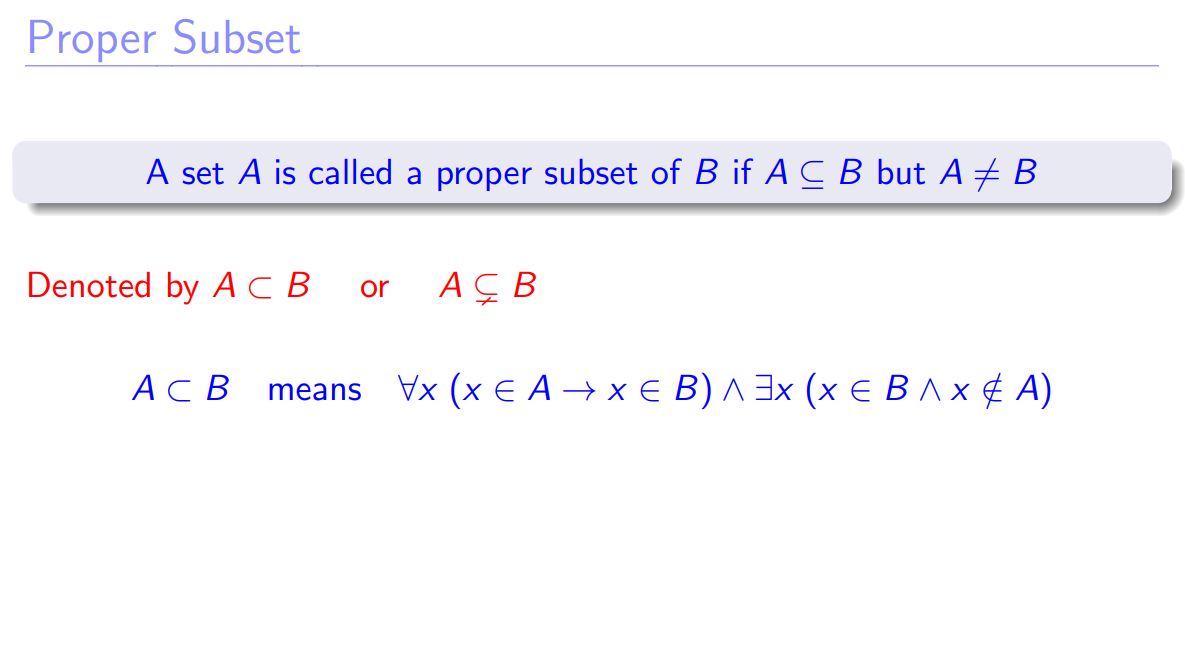 Proper Subset
A set A is called a proper subset of B if A ⊆ B but A ≠ B
Denoted by A ⊂ B or A ⊊ B
A ⊂ B means ∀x (x ∈ A → x ∈ B) ∧ ∃x (x ∈ B ∧ x ∉ A)